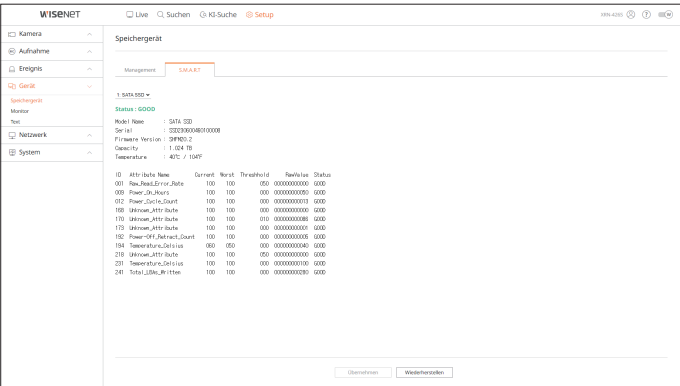 WISENET
Live Suchen KI-Suche Setup
XRN-426S
Kamera
Aufnahme
Ereignis
Gerät
Speichergerät
Monitor
Text
Netzwerk
System
Speichergerät
Management S.M.A.R.T
1. SATA SSD
Status : GOOD
Model Name : SATA SSD
Serial : SSD230600460100008
Firmware Version : SHFM20.2
Capacity : 1.024 TB
Temperature : 40℃ / 104℉
ID Attribute Name Current Worst Threshhold RawValue Status
001 Raw_Read_Error_Rate 100 100 050 000000000000 GOOD
009 Power_On_Hours 100 100 000 000000000050 GOOD
012 Power_Cycle_Count 100 100 000 000000000013 GOOD
168 Unknown_Attribute 100 100 000 000000000000 GOOD
170 Unknown_Attribute 100 100 010 000000000088 GOOD
173 Unknown_Attribute 100 100 000 000000000001 GOOD
192 Power-Off_Retract_Count 100 100 000 000000000005 GOOD
194 Temperature_Celsius 060 050 000 000000000040 GOOD
218 Unknown_Attribute 100 100 050 000000000000 GOOD
231 Temperature_Celsius 100 100 000 000000000100 GOOD
241 Total_LBAs_Written 100 100 000 000000000280 GOOD
Übernehmen Wiederherstellen